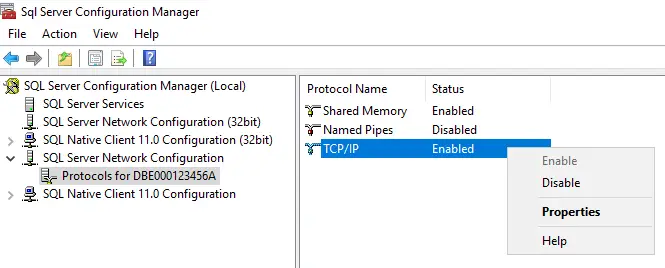 Sql Server Configuration Manager
File Action View Help
SQL Server Configuration Manager (Local)
SQL Server Services
SQL Server Network Configuration (32bit)
SQL Native Client 11.0 Configuration (32bit)
SQL Server Network Configuration
Protocols for DBE000123456A
SQL Native Client 11.0 Configuration
Protocol Name Status
Shared Memory Enabled
Named Pipes Disabled
TCP/IP Enabled
Enable
Disable
Properties
Help